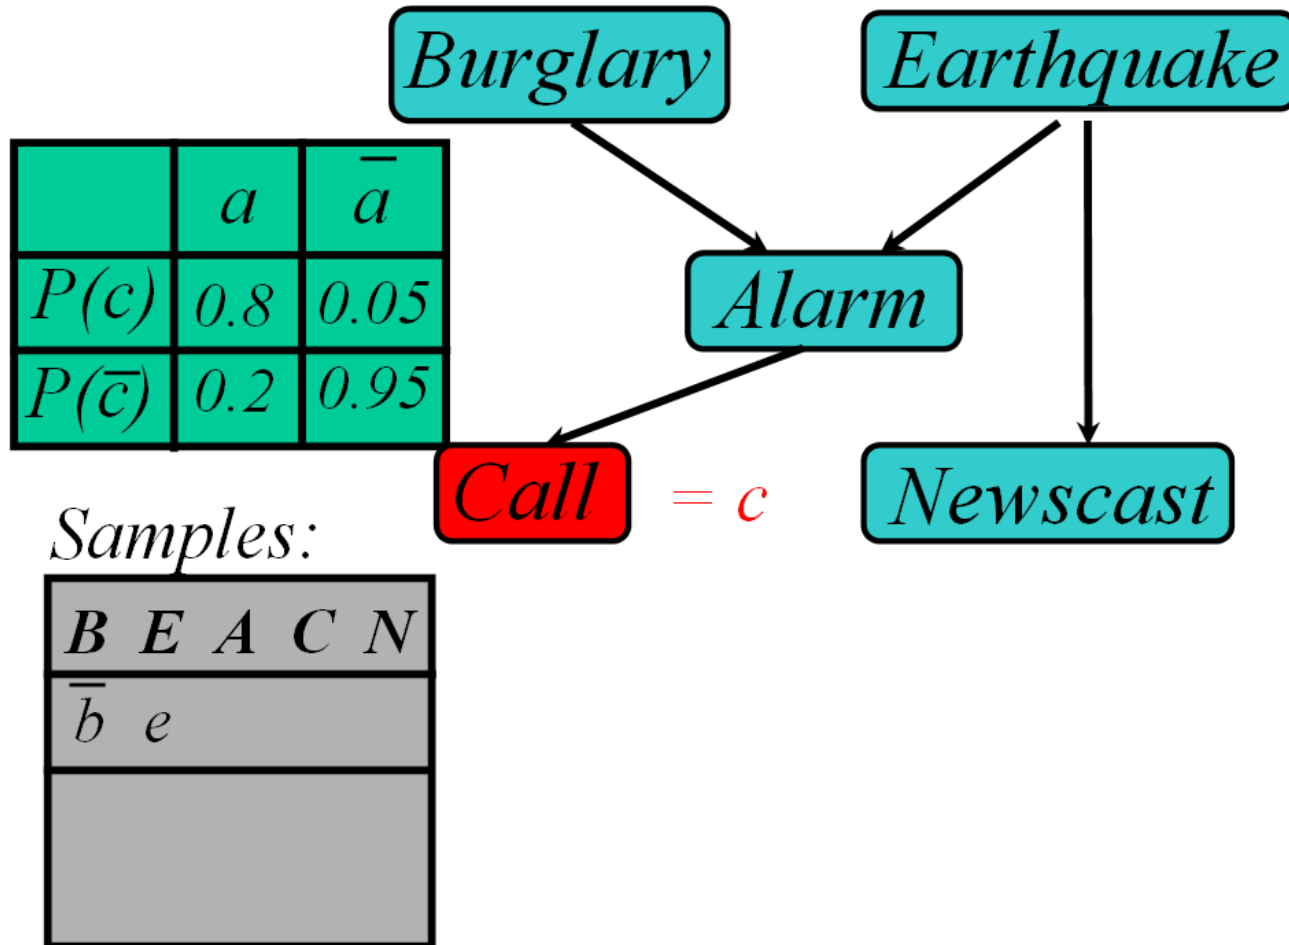 Burglary
Earthquake
a a̅
P(c) 0.8 0.05
P(c̅) 0.2 0.95
Alarm
Call = c
Newscast
Samples:
B E A C N
b̅ e